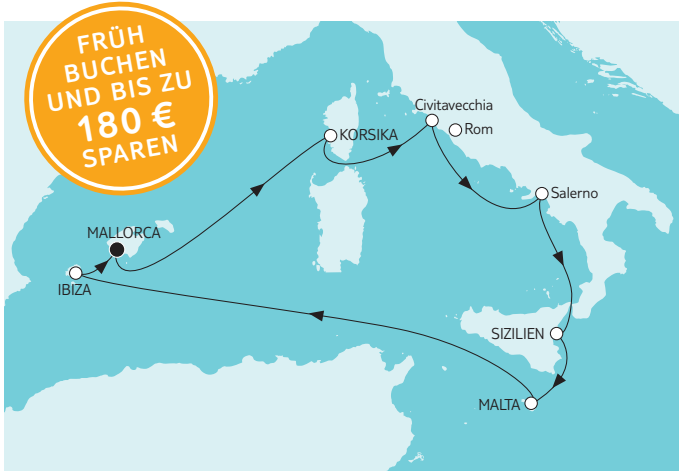 FRÜH
BUCHEN
UND BIS ZU
180 €
SPAREN
Civitavecchia
Rom
KORSIKA
Salerno
MALLORCA
IBIZA
SIZILIEN
MALTA